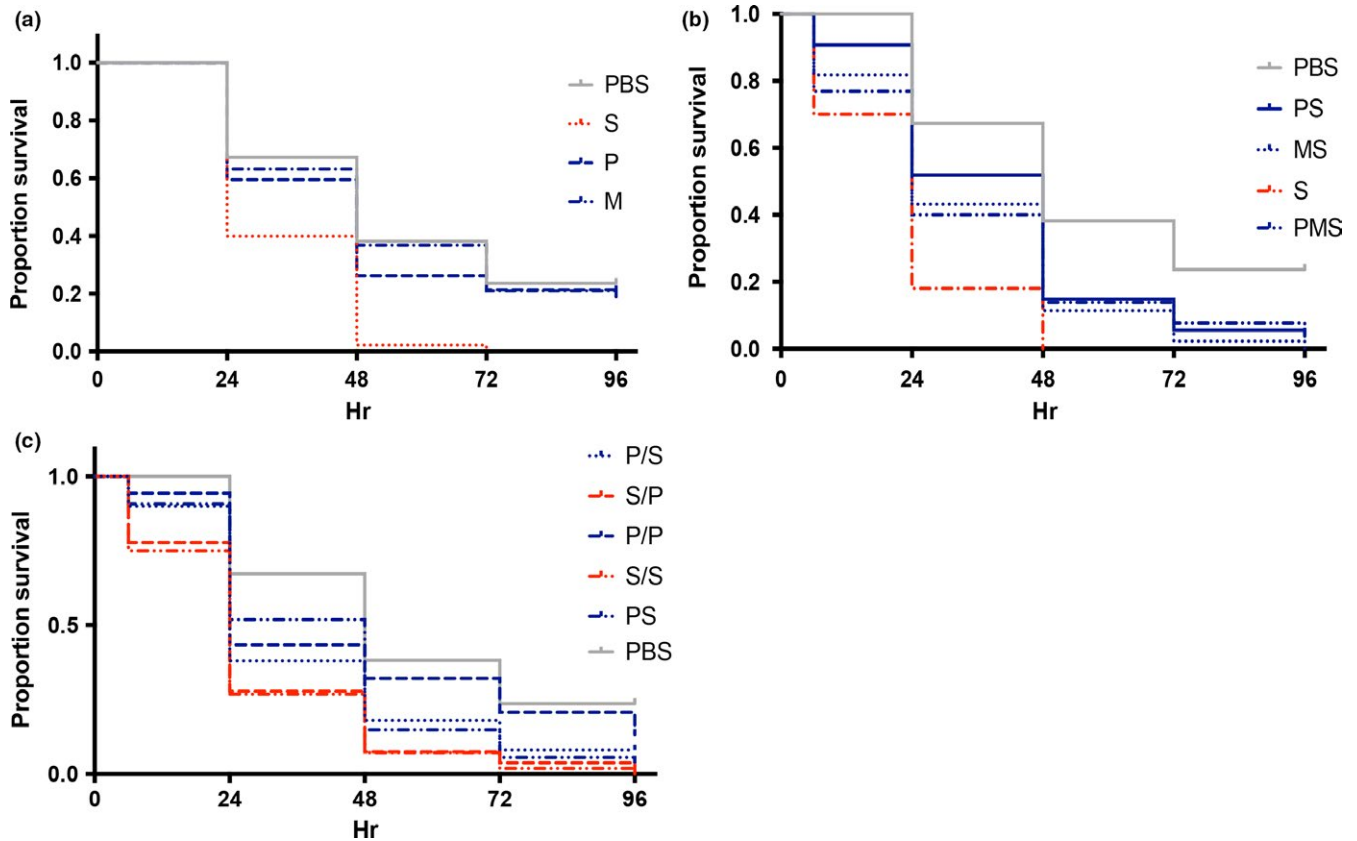 (a)
Proportion survival
1.0
0.8
0.6
0.4
0.2
0.0
0 24 48 72 96
Hr
PBS
S
P
M
(b)
Proportion survival
1.0
0.8
0.6
0.4
0.2
0.0
0 24 48 72 96
Hr
PBS
PS
MS
S
PMS
(c)
Proportion survival
1.0
0.5
0.0
0 24 48 72 96
Hr
P/S
S/P
P/P
S/S
PS
PBS